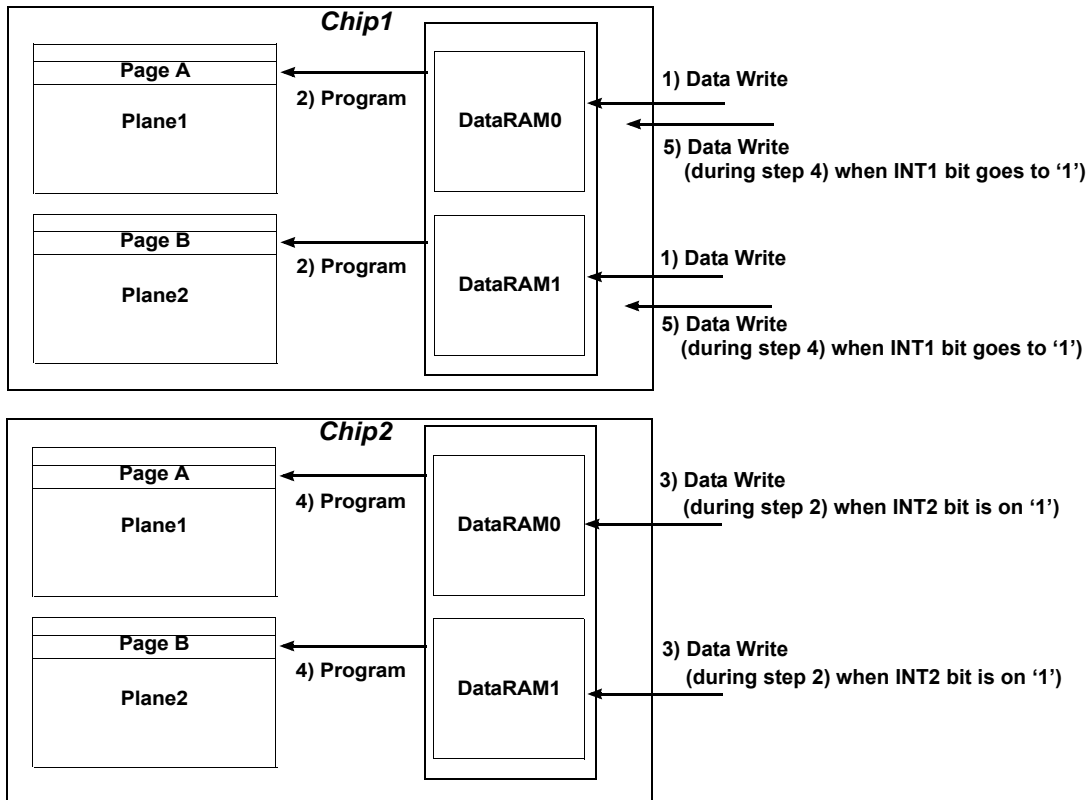 Chip1
Page A
2) Program
Plane1
DataRAM0
1) Data Write
5) Data Write
(during step 4) when INT1 bit goes to ‘1’)
Page B
2) Program
Plane2
DataRAM1
1) Data Write
5) Data Write
(during step 4) when INT1 bit goes to ‘1’)
Chip2
Page A
4) Program
Plane1
DataRAM0
3) Data Write
(during step 2) when INT2 bit is on ‘1’)
Page B
4) Program
Plane2
DataRAM1
3) Data Write
(during step 2) when INT2 bit is on ‘1’)